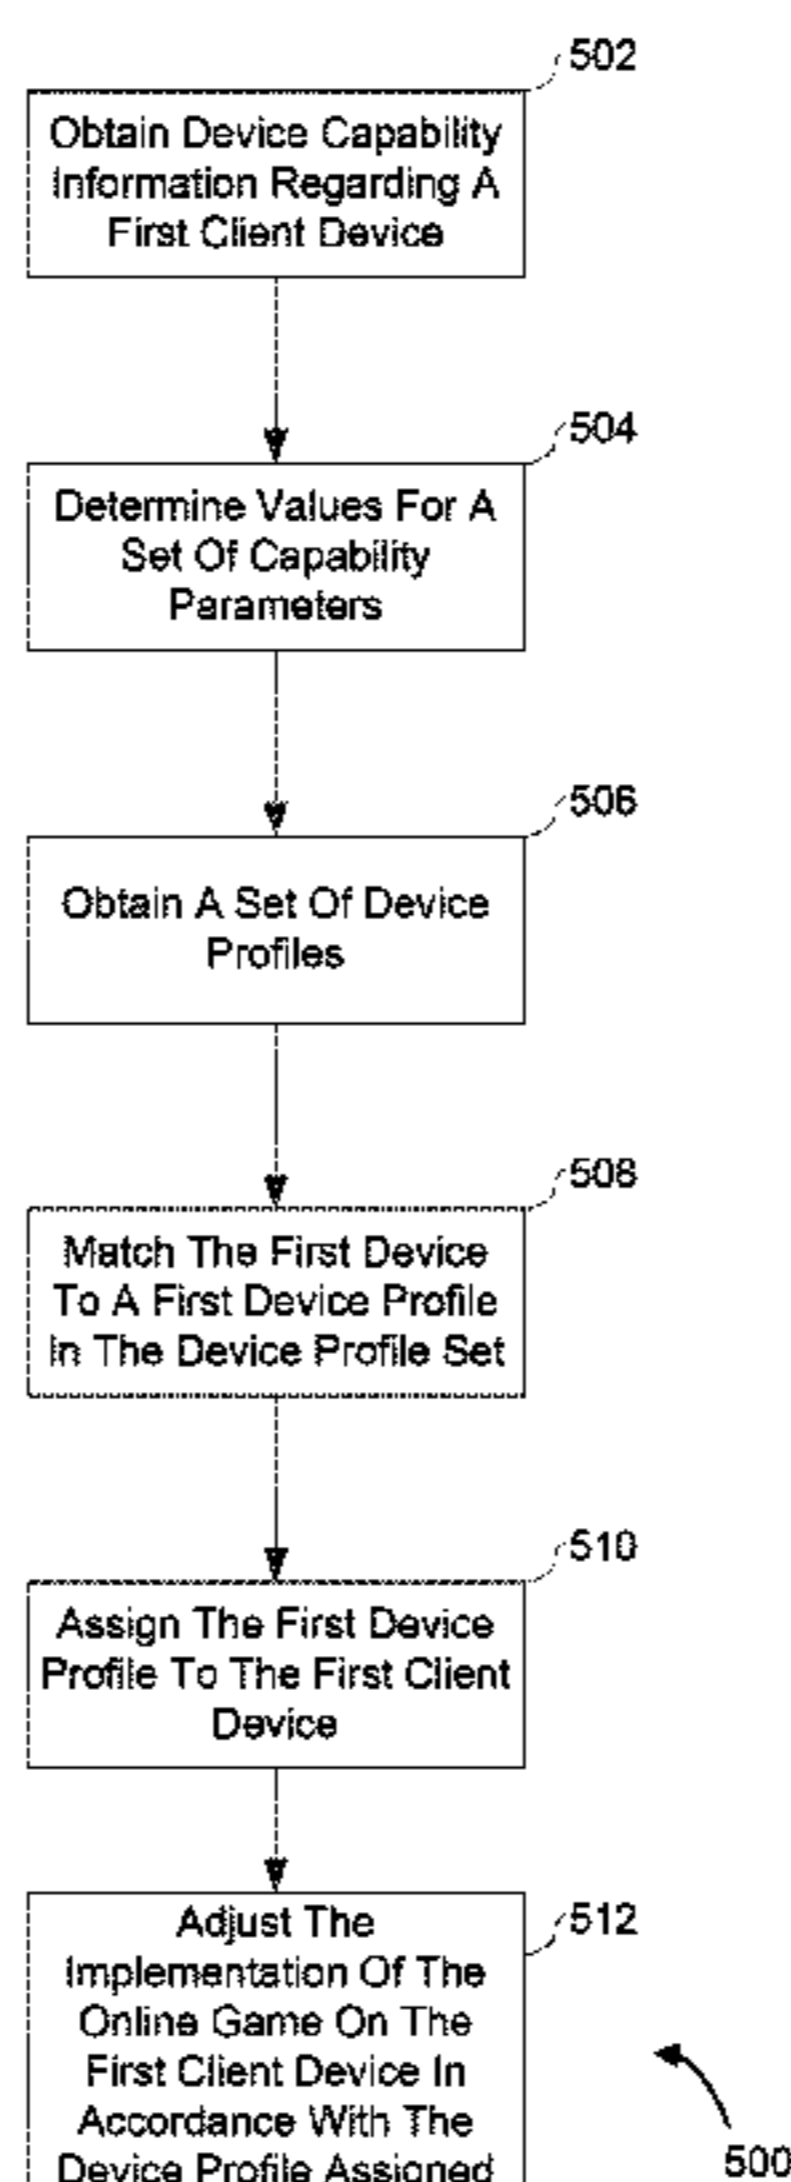 502
Obtain Device Capability
Information Regarding A
First Client Device
504
Determine Values For A
Set Of Capability
Parameters
506
Obtain A Set Of Device
Profiles
508
Match The First Device
To A First Device Profile
In The Device Profile Set
510
Assign The First Device
Profile To The First Client
Device
512
Adjust The
Implementation Of The
Online Game On The
First Client Device In
Accordance With The
Device Profile Assigned
500